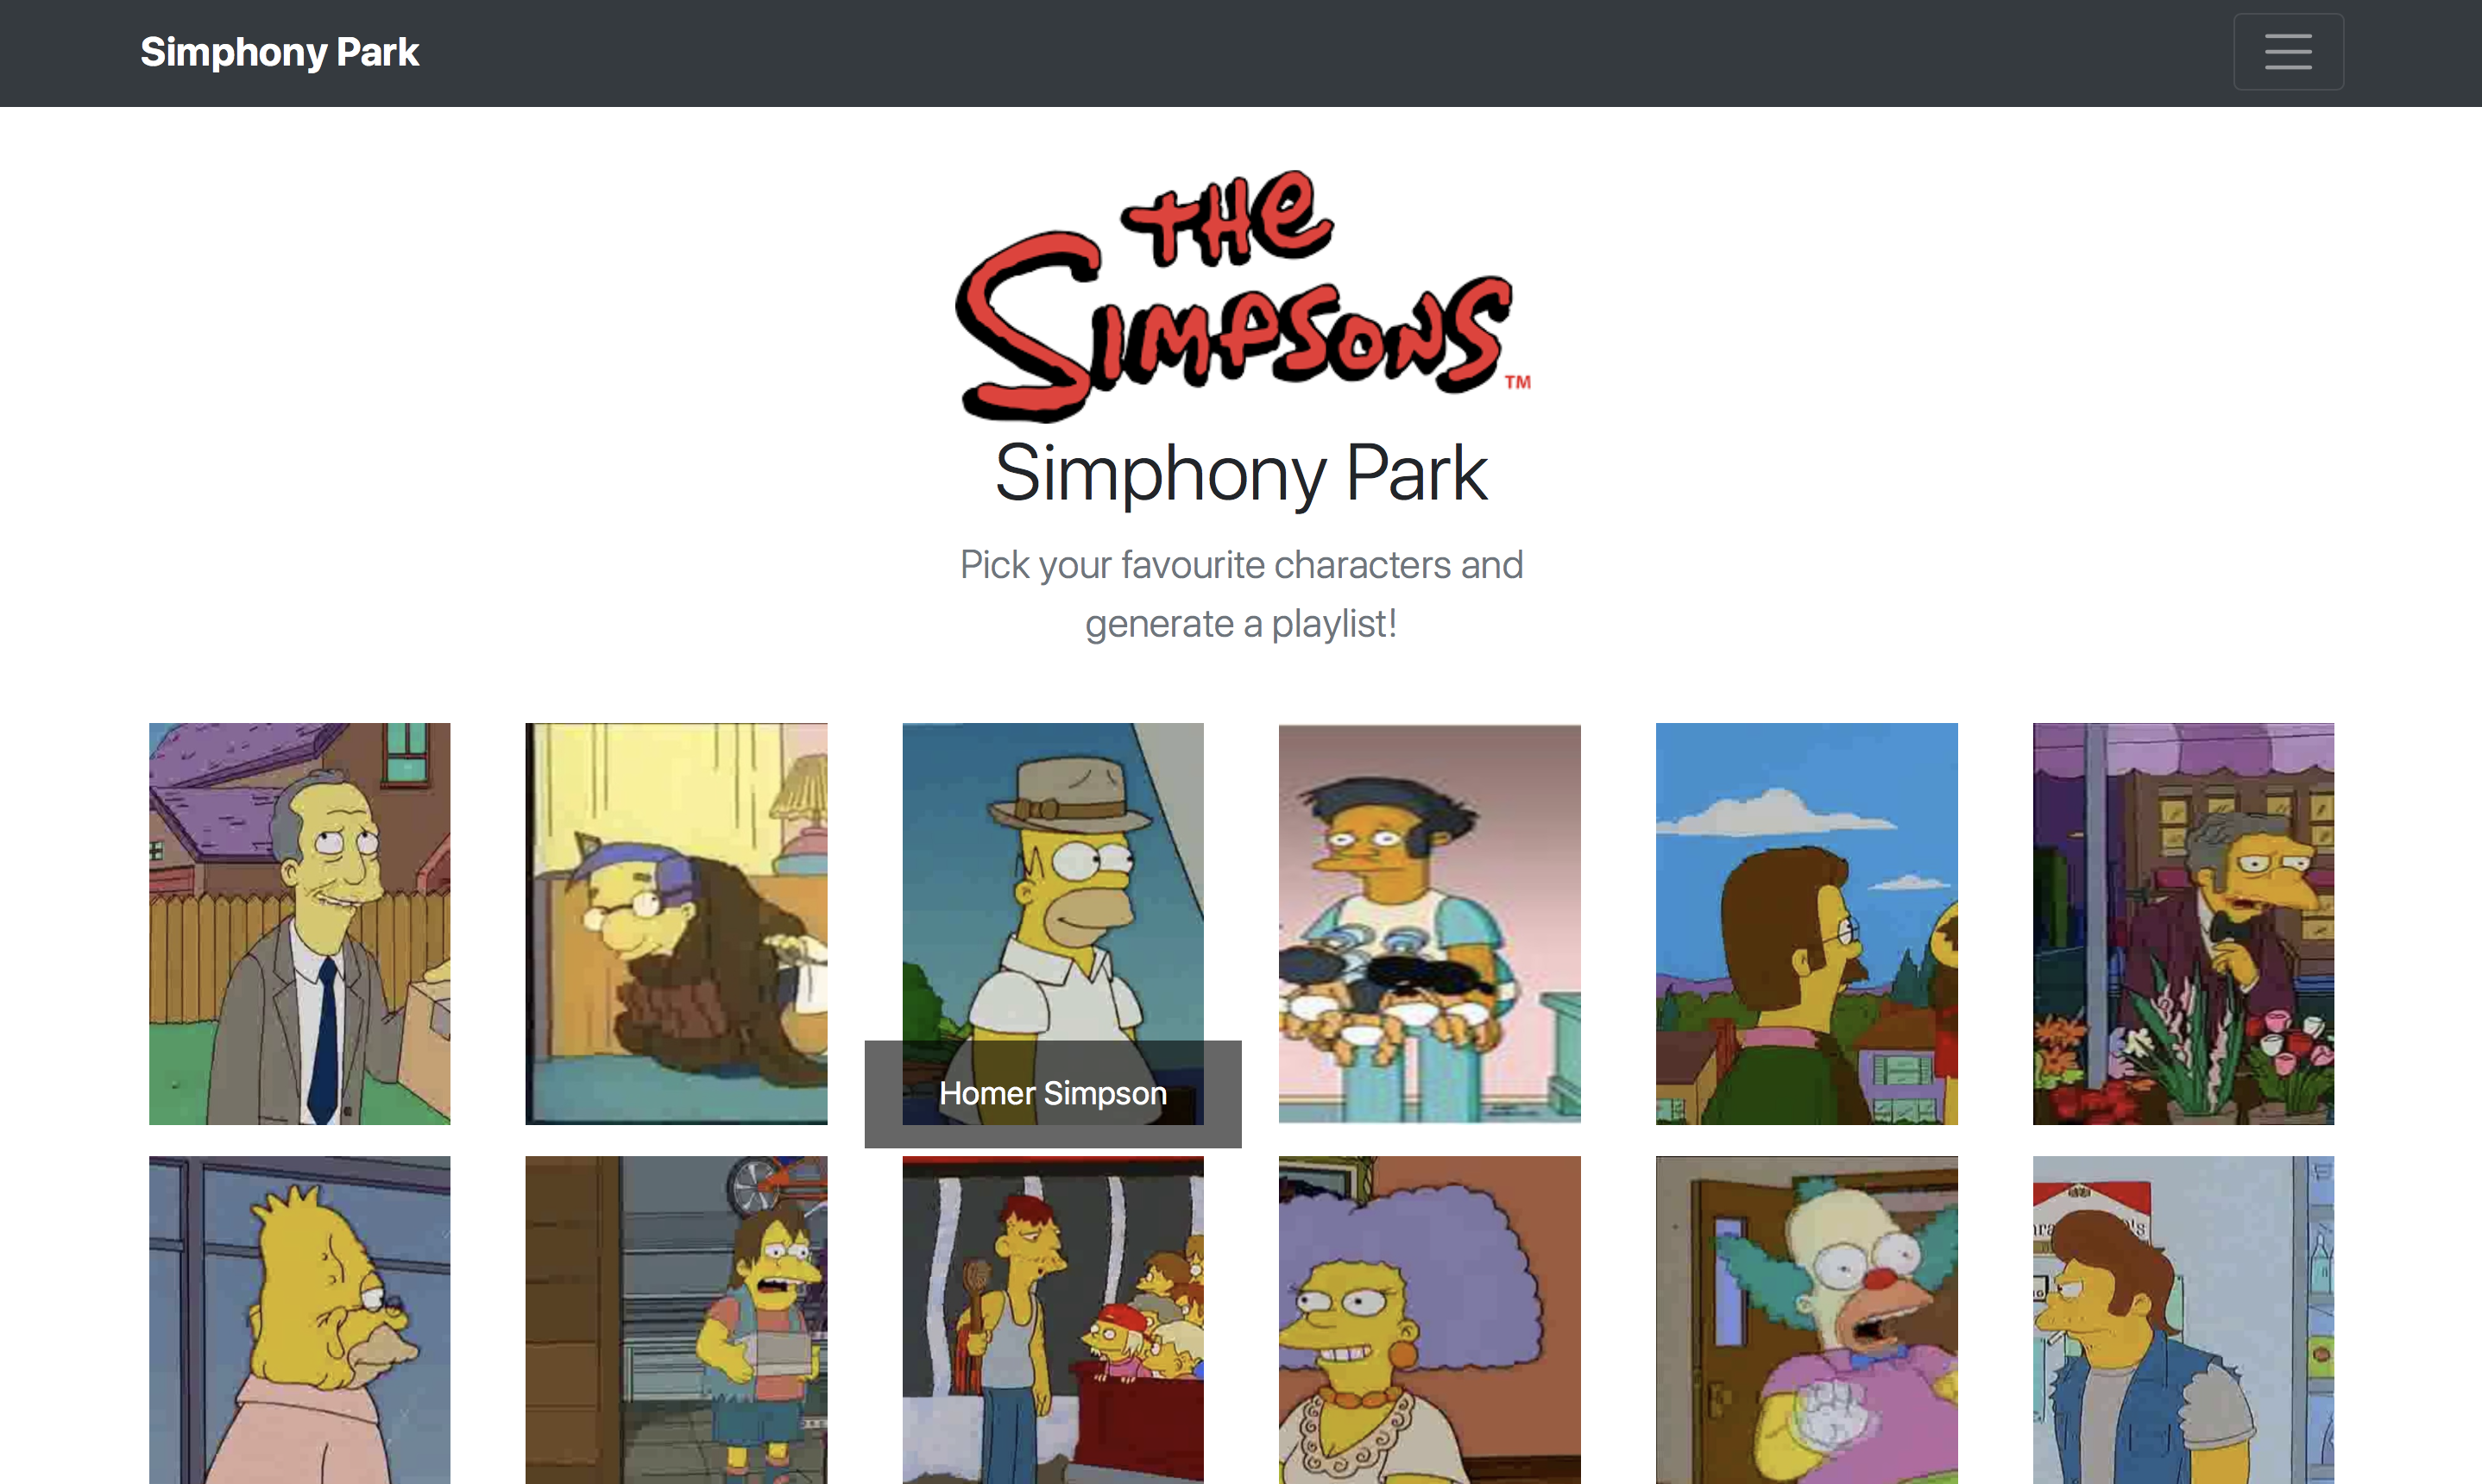 Simphony Park
THE
SIMPSONS
TM
Simphony Park
Pick your favourite characters and
generate a playlist!
Homer Simpson